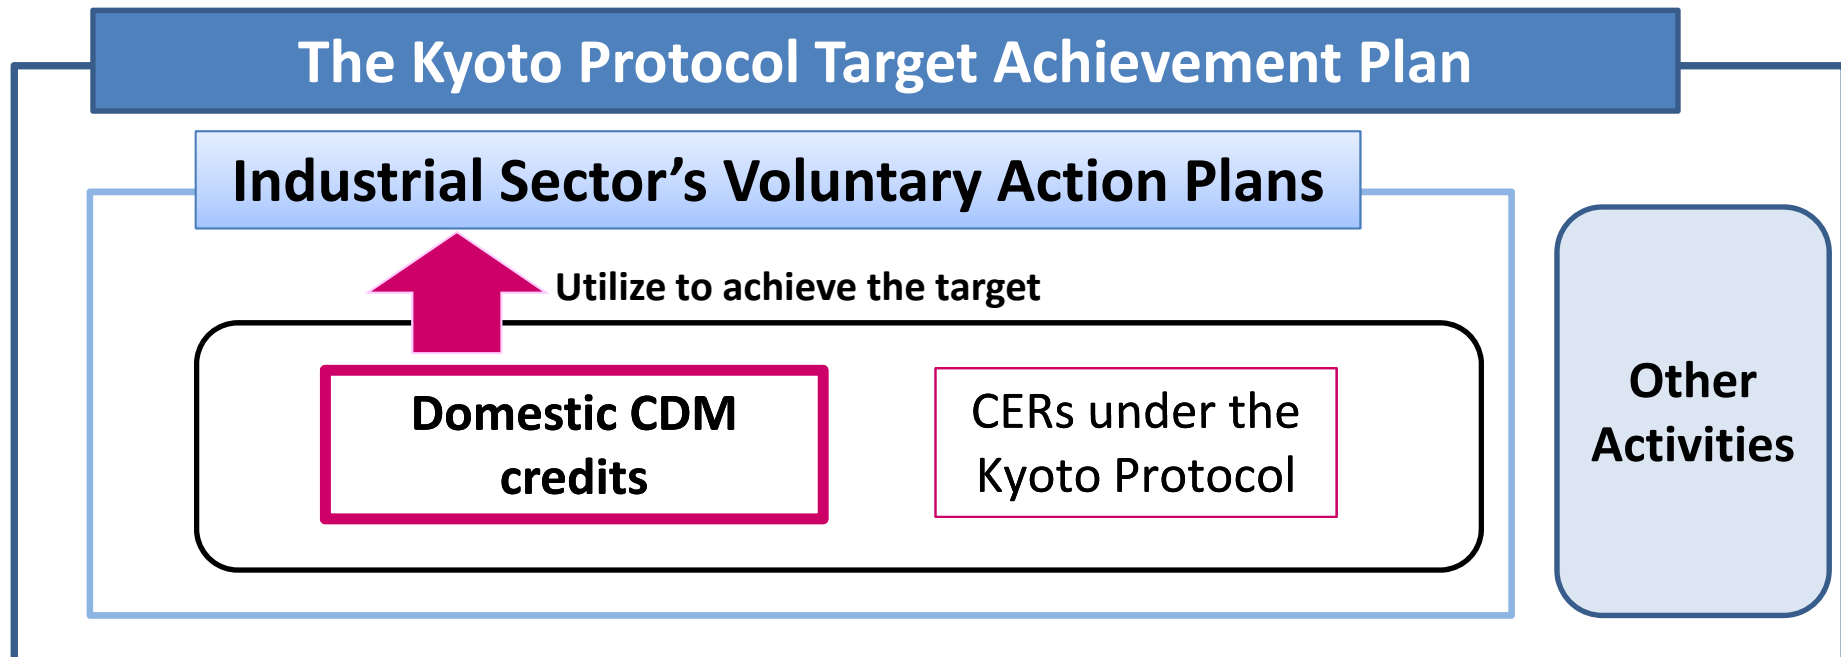 The Kyoto Protocol Target Achievement Plan
Industrial Sector’s Voluntary Action Plans
Utilize to achieve the target
Domestic CDM
credits
CERs under the
Kyoto Protocol
Other
Activities